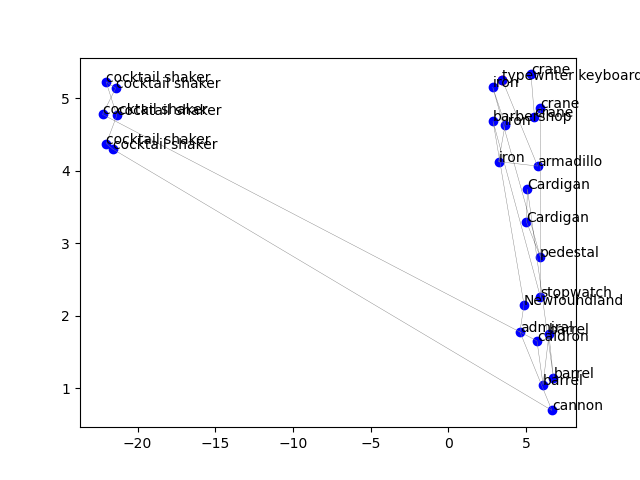 crane
typewriter keyboard
cocktail shaker
iron
cocktail shaker
5
crane
cocktail shaker
cocktail shaker
crane
barbershop
iron
cocktail shaker
cocktail shaker
iron
armadillo
4
Cardigan
Cardigan
3
pedestal
stopwatch
Newfoundland
2
admiral
barrel
caldron
barrel
barrel
1
cannon
−20
−15
−10
−5
0
5